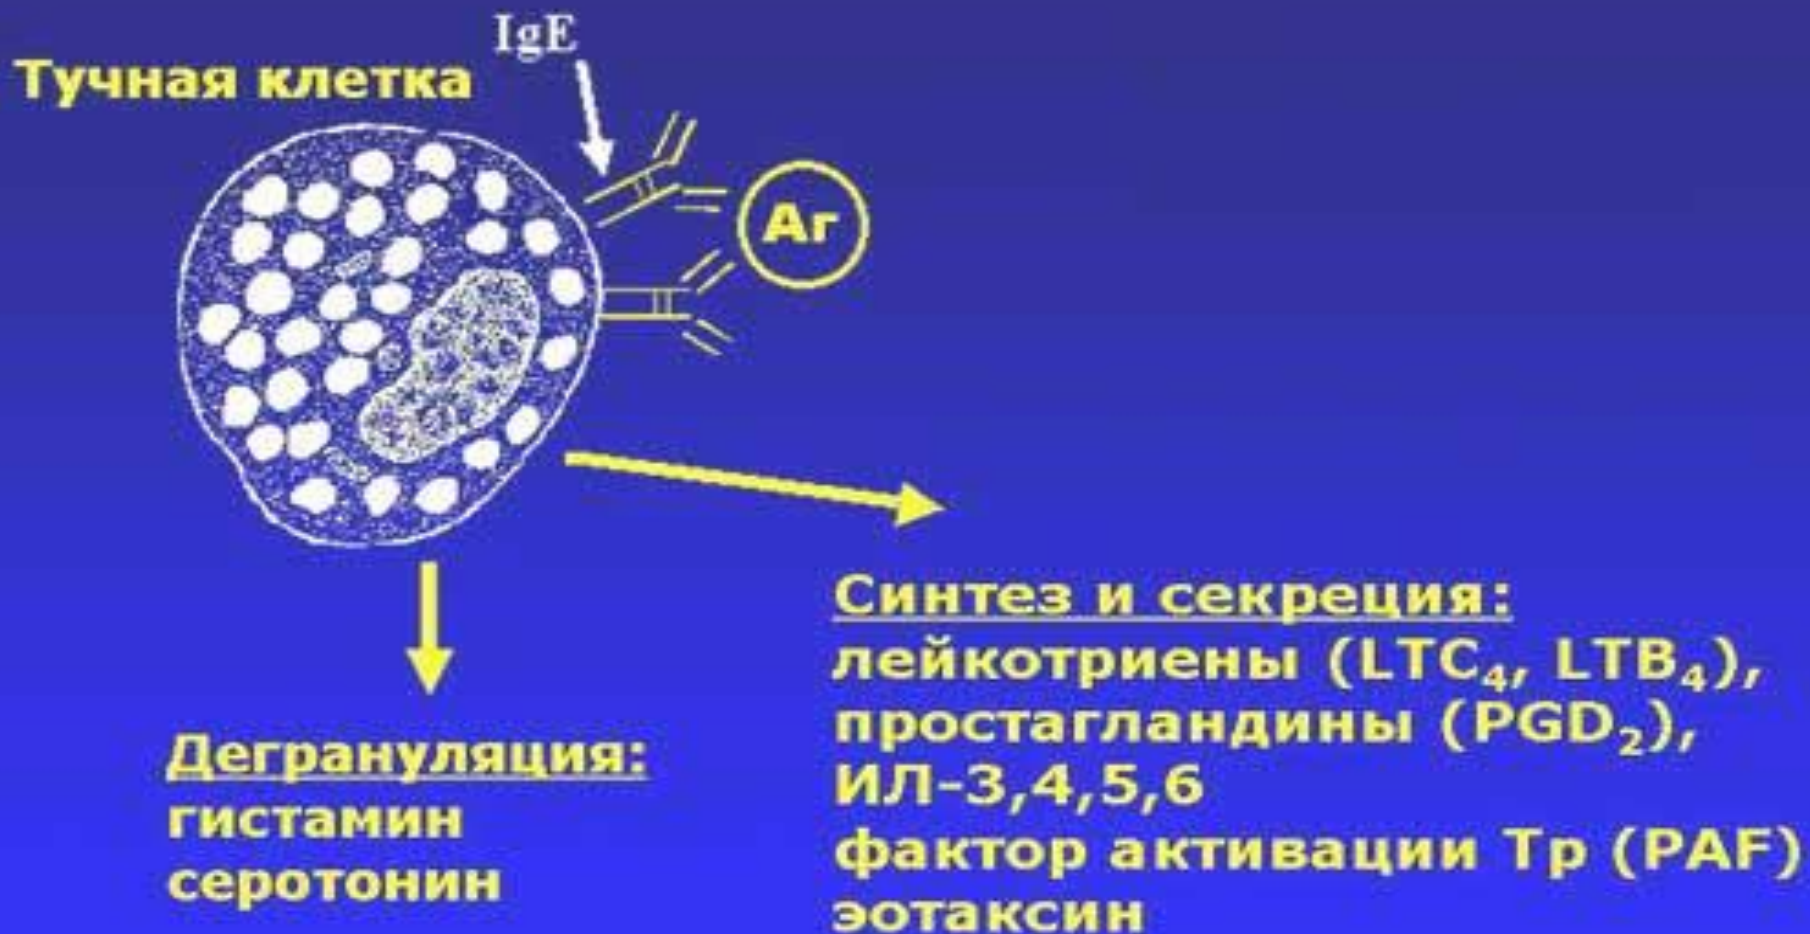 IgE
Тучная клетка
Аг
Синтез и секреция:
лейкотриены (LTC₄, LTB₄),
простагландины (PGD₂),
ИЛ-3,4,5,6
фактор активации Тр (PAF)
эотаксин
Дегрануляция:
гистамин
серотонин